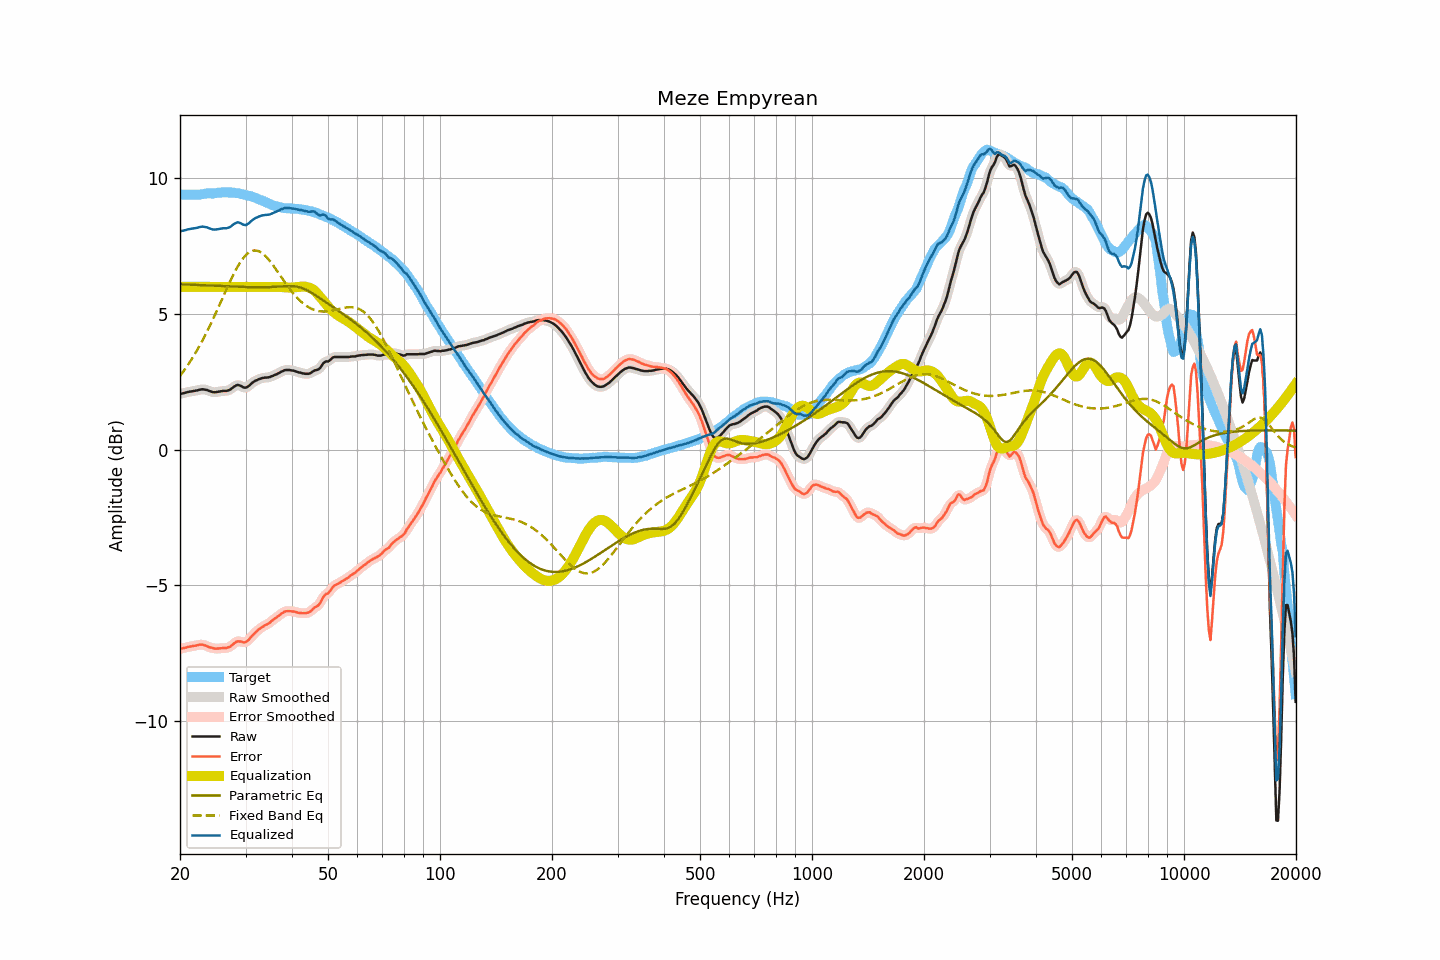 Meze Empyrean
Amplitude (dBr)
10
5
0
−5
−10
Target
Raw Smoothed
Error Smoothed
Raw
Error
Equalization
Parametric Eq
Fixed Band Eq
Equalized
20 50 100 200 500 1000 2000 5000 10000 20000
Frequency (Hz)